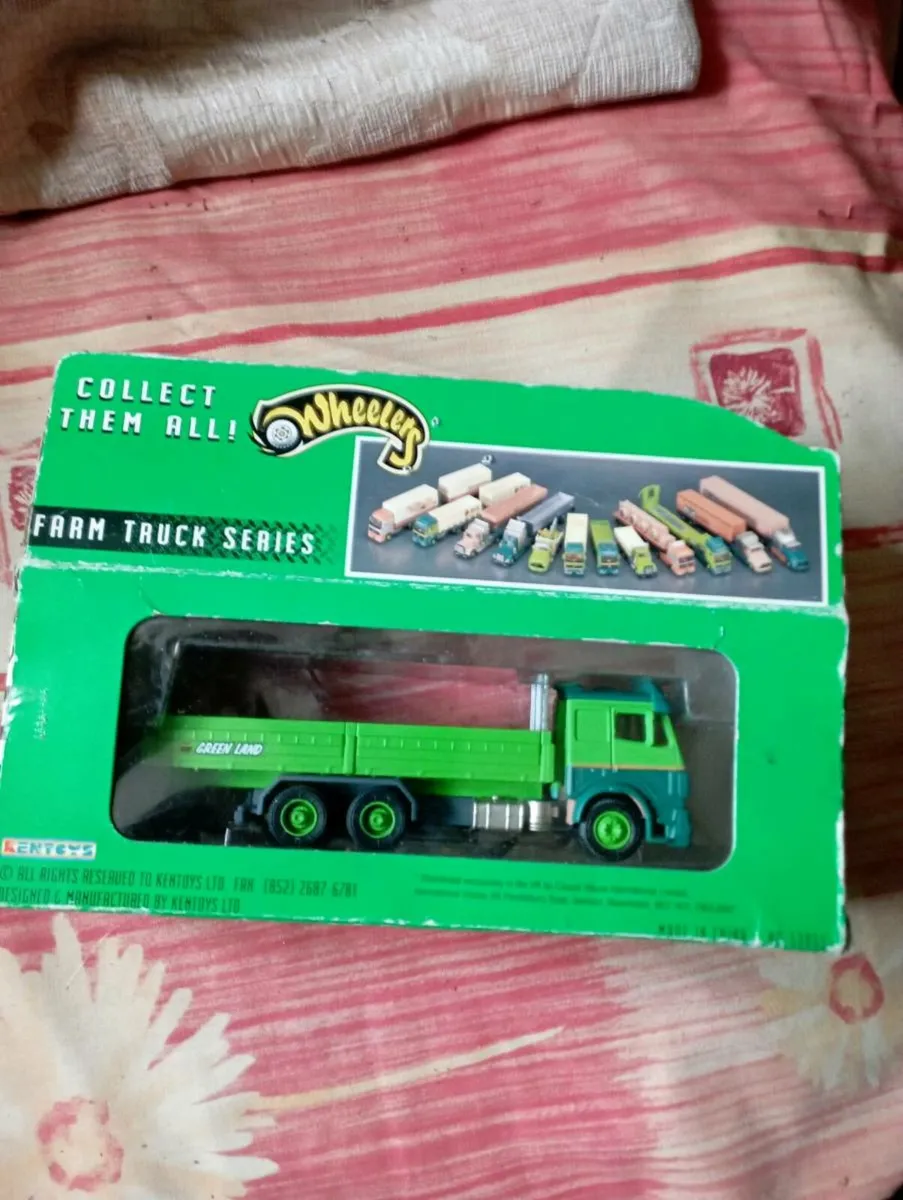 COLLECT
THEM ALL!
Wheelers
FARM TRUCK SERIES
GREEN LAND
KENTOYS
© ALL RIGHTS RESERVED TO KENTOYS LTD. FAX (852) 2687 6781
DESIGNED & MANUFACTURED BY KENTOYS LTD
MADE IN CHINA